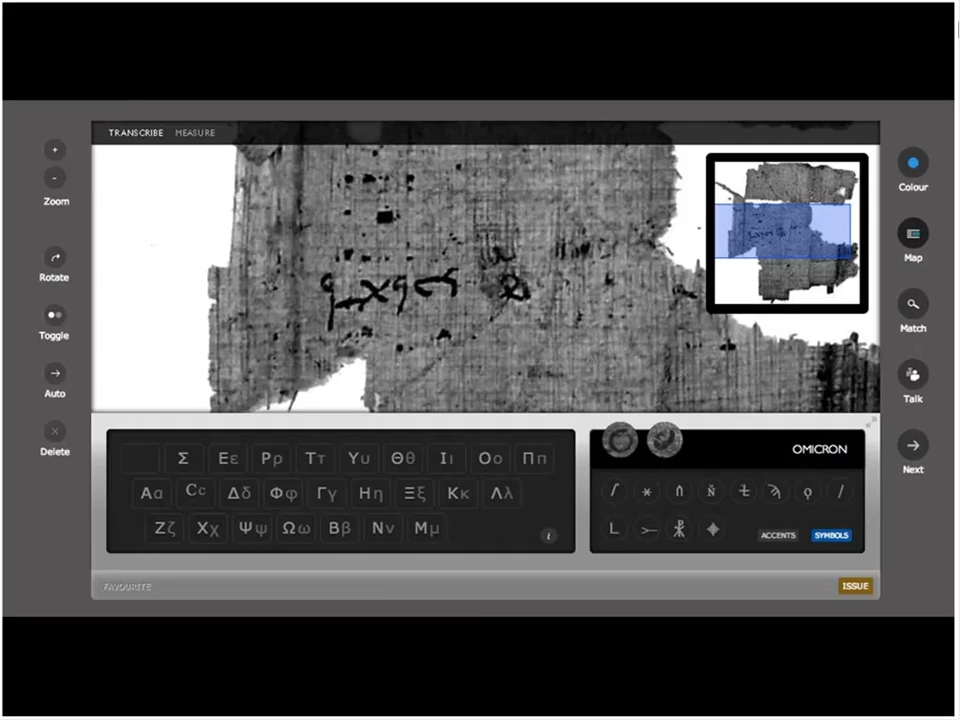 TRANSCRIBE MEASURE
+
-
Zoom
Rotate
Toggle
Auto
Delete
Colour
Map
Match
Talk
Next
OMICRON
Σ Εε Ρρ Ττ Υυ Θθ Ιι Οο Ππ
Αα Cc Δδ Φφ Γγ Ηη Ξξ Κκ Λλ
Ζζ Χχ Ψψ Ωω Ββ Νν Μμ
i
ACCENTS SYMBOLS
FAVOURITE
ISSUE